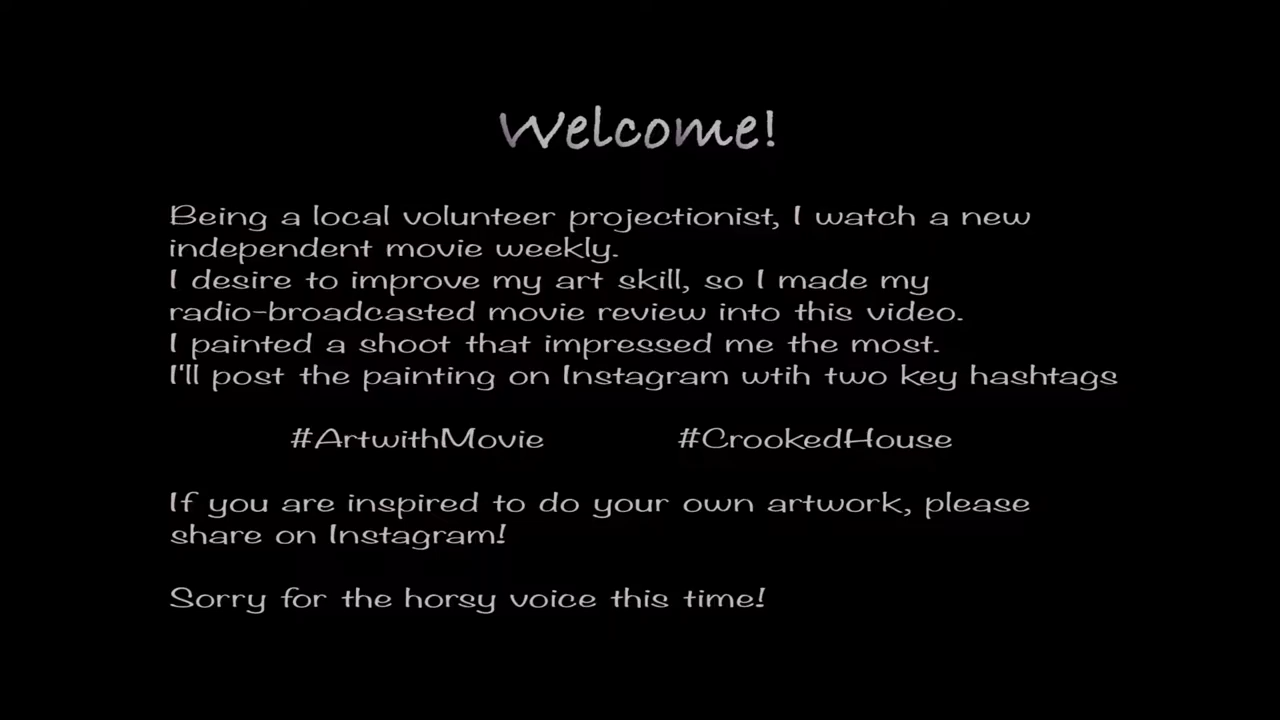 Welcome!
Being a local volunteer projectionist, I watch a new
independent movie weekly.
I desire to improve my art skill, so I made my
radio-broadcasted movie review into this video.
I painted a shoot that impressed me the most.
I'll post the painting on Instagram wtih two key hashtags
#ArtwithMovie #CrookedHouse
If you are inspired to do your own artwork, please
share on Instagram!
Sorry for the horsy voice this time!